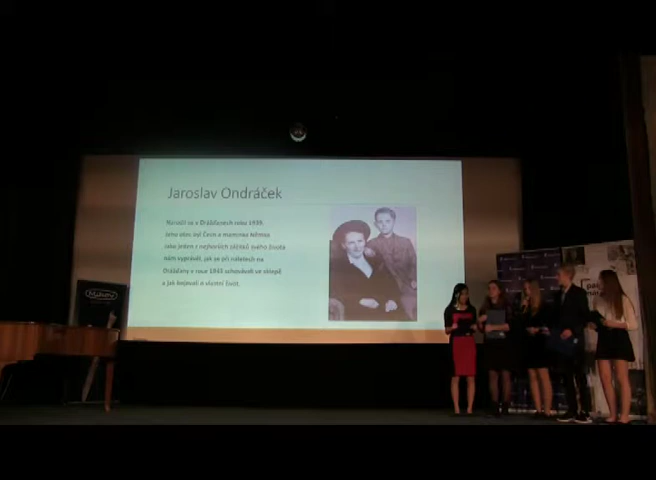 Jaroslav Ondráček
Narodil se v Drážďanech roku 1939.
Jeho otec byl Čech a maminka Němka
Jako jeden z nejhorších zážitků svého života
nám vyprávěl, jak se při náletech na
Drážďany v roce 1945 schovávali ve sklepě
a jak bojovali o vlastní život.